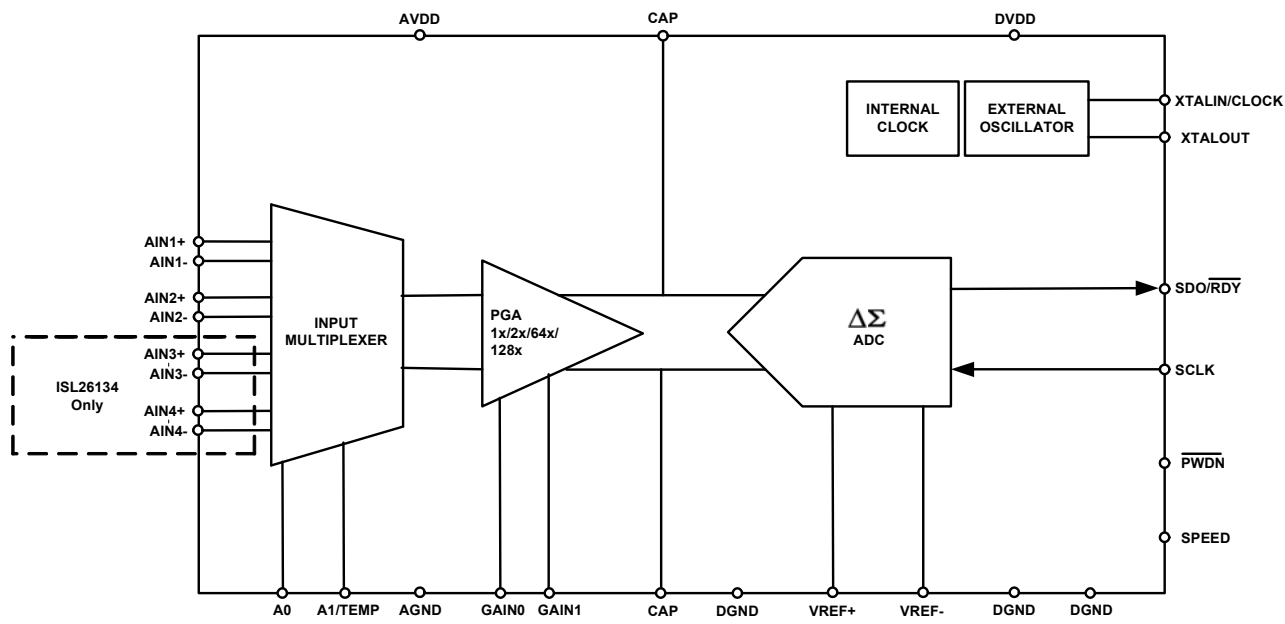 AVDD
CAP
DVDD
INTERNAL
CLOCK
EXTERNAL
OSCILLATOR
XTALIN/CLOCK
XTALOUT
AIN1+
AIN1-
AIN2+
AIN2-
AIN3+
AIN3-
AIN4+
AIN4-
ISL26134
Only
INPUT
MULTIPLEXER
PGA
1x/2x/64x/
128x
ΔΣ
ADC
SDO/RDY
SCLK
PWDN
SPEED
A0
A1/TEMP
AGND
GAIN0
GAIN1
CAP
DGND
VREF+
VREF-
DGND
DGND